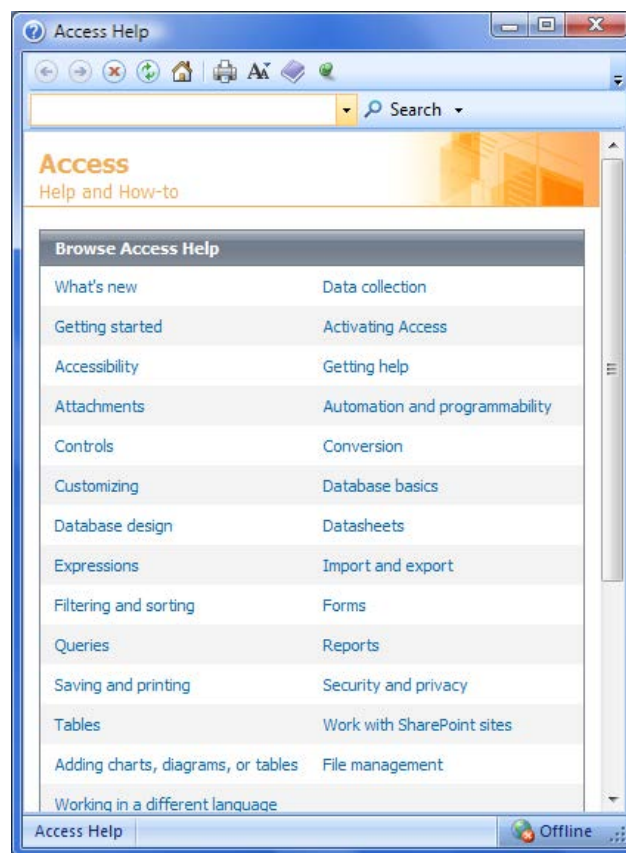 Access Help
Search
Access
Help and How-to
Browse Access Help
What's new Data collection
Getting started Activating Access
Accessibility Getting help
Attachments Automation and programmability
Controls Conversion
Customizing Database basics
Database design Datasheets
Expressions Import and export
Filtering and sorting Forms
Queries Reports
Saving and printing Security and privacy
Tables Work with SharePoint sites
Adding charts, diagrams, or tables File management
Working in a different language
Access Help Offline